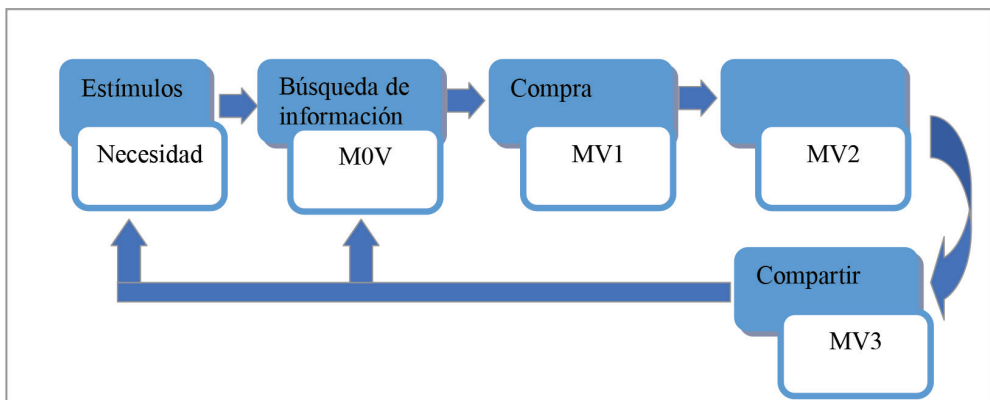 Estímulos
Necesidad
Búsqueda de
información
M0V
Compra
MV1
MV2
Compartir
MV3